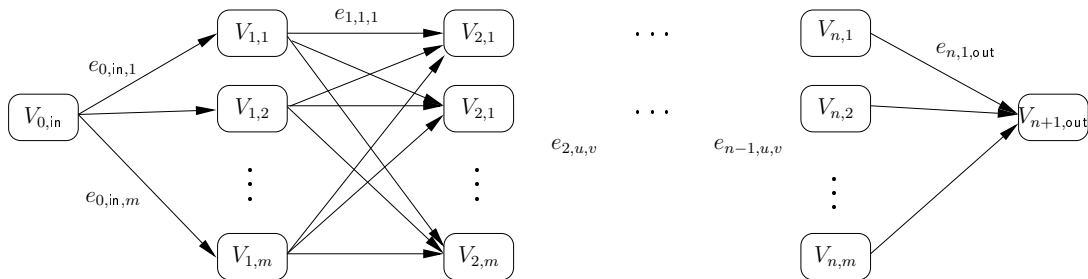 V_{1,1} e_{1,1,1} V_{2,1} ··· V_{n,1}
e_{0,in,1} e_{n,1,out}
V_{0,in} V_{1,2} V_{2,1} ··· V_{n,2} V_{n+1,out}
e_{2,u,v} e_{n−1,u,v}
⋮ ⋮ ⋮
e_{0,in,m}
V_{1,m} V_{2,m} V_{n,m}